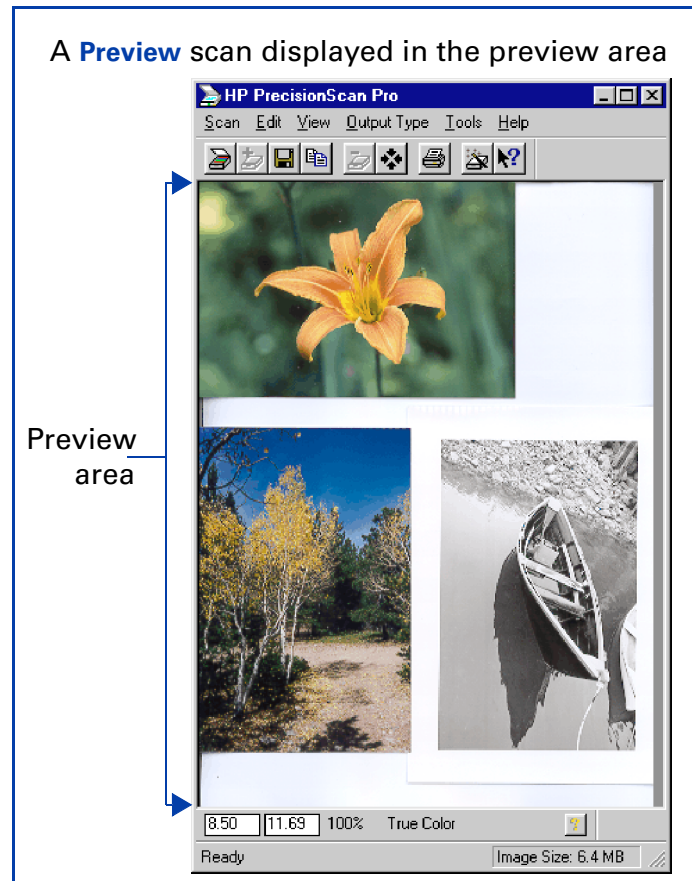 A Preview scan displayed in the preview area
HP PrecisionScan Pro
Scan Edit View Output Type Tools Help
Preview
area
8.50 11.69 100% True Color
Ready Image Size: 6.4 MB